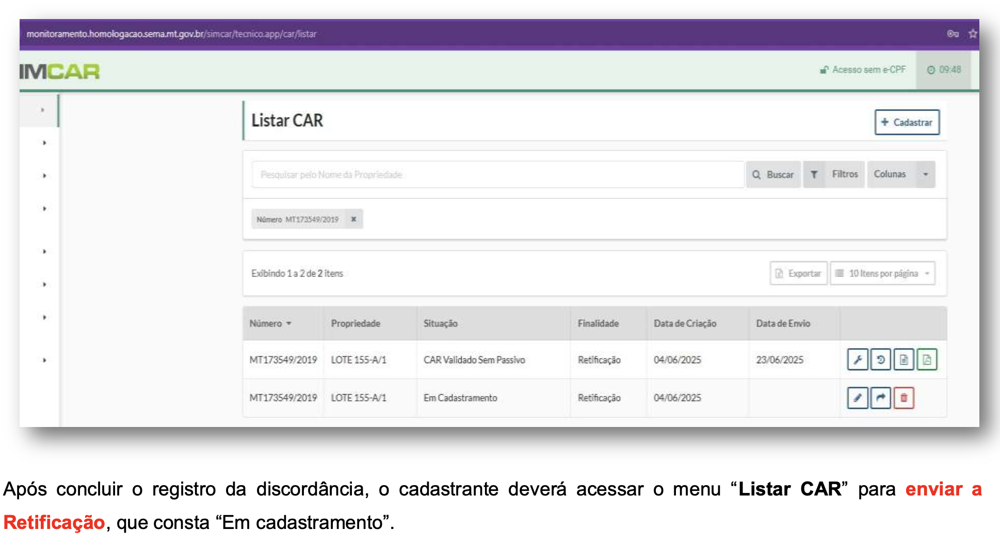 monitoramento.homologacao.sema.mt.gov.br/simcar/tecnico.app/car/listar
IMCAR
Acesso sem e-CPF
09:48
Listar CAR
+ Cadastrar
Pesquisar pelo Nome da Propriedade
Buscar
Filtros
Colunas
Número MT173549/2019 ×
Exibindo 1 a 2 de 2 itens
Exportar
10 Itens por página
Número Propriedade Situação Finalidade Data de Criação Data de Envio
MT173549/2019 LOTE 155-A/1 CAR Validado Sem Passivo Retificação 04/06/2025 23/06/2025
MT173549/2019 LOTE 155-A/1 Em Cadastramento Retificação 04/06/2025
Após concluir o registro da discordância, o cadastrante deverá acessar o menu “Listar CAR” para enviar a
Retificação, que consta “Em cadastramento”.